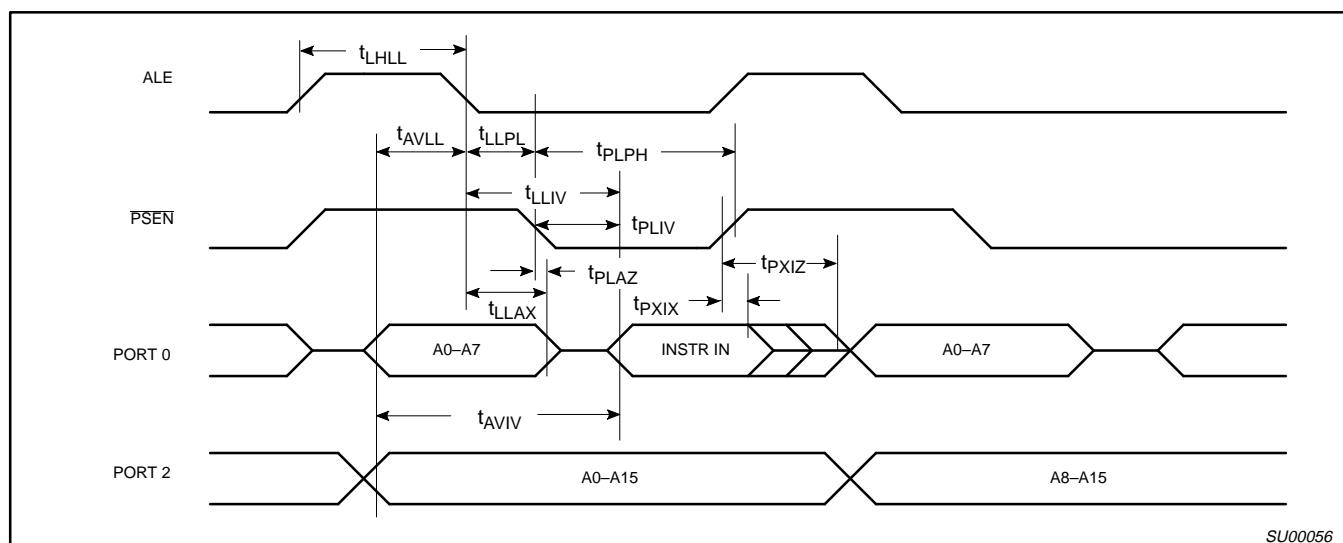 tLHLL
ALE
tAVLL
tLLPL
tPLPH
tLLIV
PSEN
tPLIV
tPLAZ
tPXIZ
tLLAX
tPXIX
PORT 0
A0–A7
INSTR IN
A0–A7
tAVIV
PORT 2
A0–A15
A8–A15
SU00056